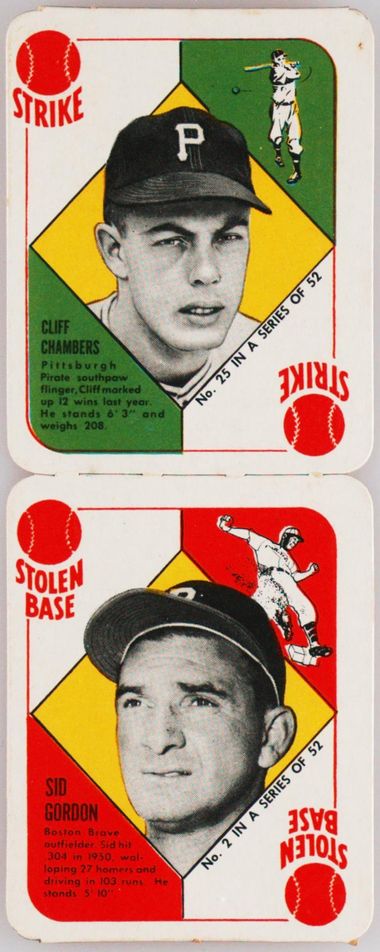 STRIKE
P
CLIFF
CHAMBERS
Pittsburgh
Pirate southpaw
flinger, Cliff marked
up 12 wins last year.
He stands 6' 3" and
weighs 208.
No. 25 IN A SERIES OF 52
STRIKE
STOLEN
BASE
B
SID
GORDON
Boston Brave
outfielder. Sid hit
.304 in 1950, wal-
loping 27 homers and
driving in 103 runs. He
stands 5' 10"
No. 2 IN A SERIES OF 52
STOLEN
BASE